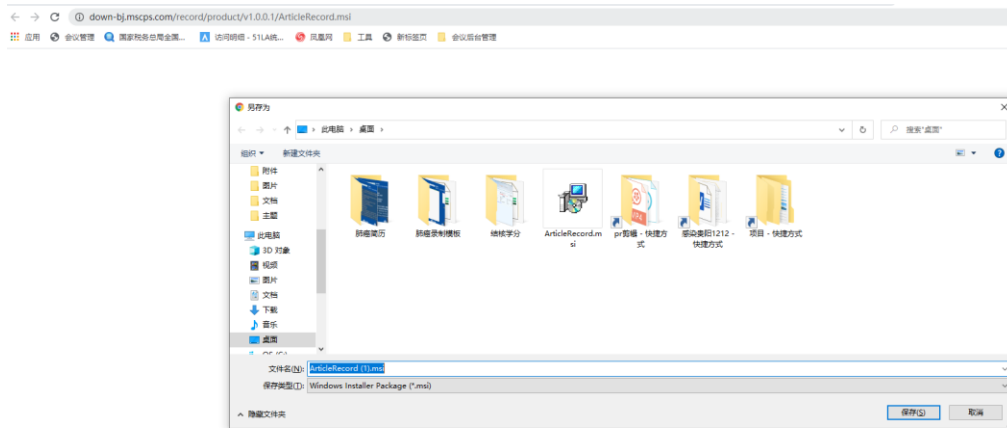 down-bj.mscps.com/record/product/v1.0.0.1/ArticleRecord.msi
应用 会议管理 国家税务总局全国... 访问明细 - 51LA统... 凤凰网 工具 新标签页 会议后台管理
另存为
此电脑 › 桌面 ›
搜索"桌面"
组织 新建文件夹
附件
图片
文档
主题
此电脑
3D 对象
视频
图片
文档
下载
音乐
桌面
肺癌简历
肺癌录制模板
结核学分
ArticleRecord.m
si
pr剪辑 - 快捷方
式
感染贵阳1212 -
快捷方式
项目 - 快捷方式
文件名(N): ArticleRecord (1).msi
保存类型(T): Windows Installer Package (*.msi)
隐藏文件夹
保存(S) 取消